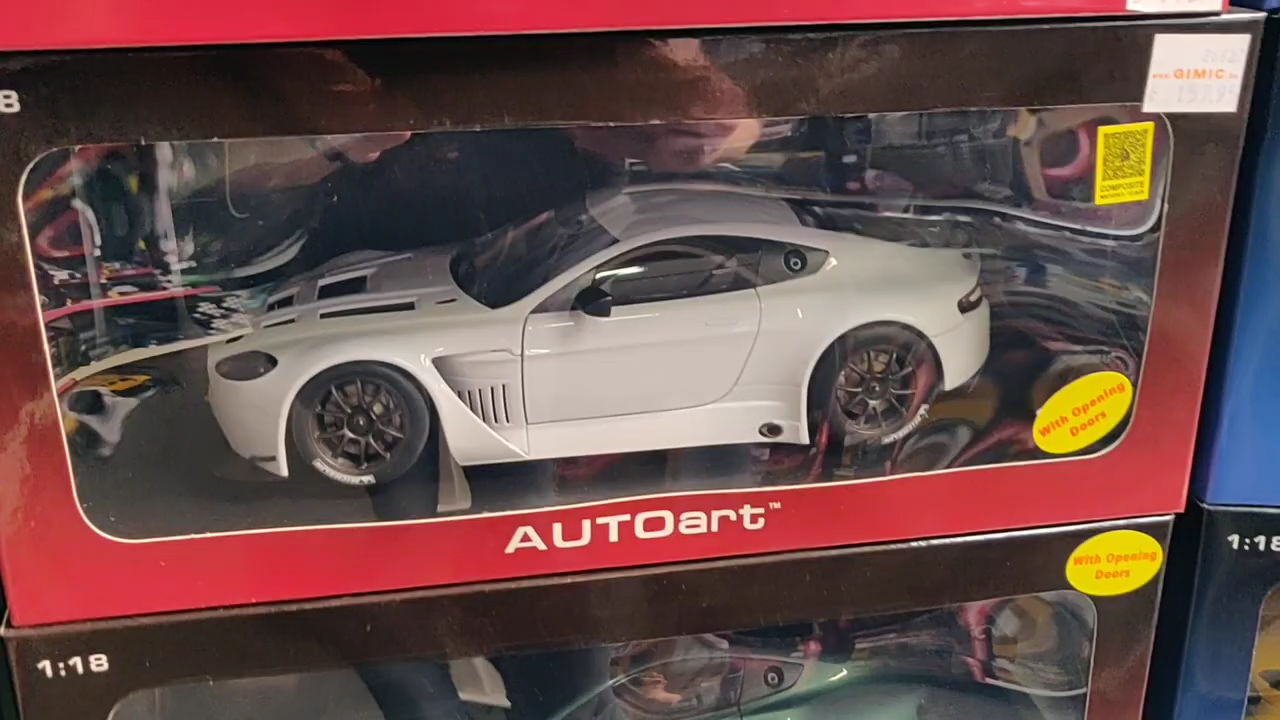 8
GIMIC
COMPOSITE
With Opening
Doors
AUTOart™
With Opening
Doors
1:18
1:18